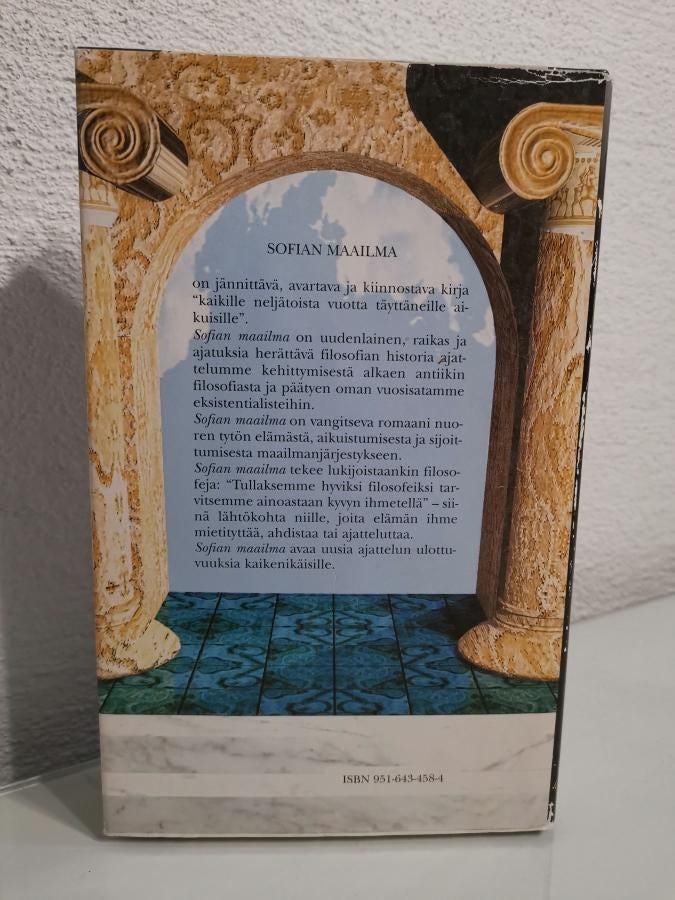 SOFIAN MAAILMA
on jännittävä, avartava ja kiinnostava kirja
“kaikille neljätoista vuotta täyttäneille ai-
kuisille”.
Sofian maailma on uudenlainen, raikas ja
ajatuksia herättävä filosofian historia ajat-
telumme kehittymisestä alkaen antiikin
filosofiasta ja päätyen oman vuosisatamme
eksistentialisteihin.
Sofian maailma on vangitseva romaani nuo-
ren tytön elämästä, aikuistumisesta ja sijoit-
tumisesta maailmanjärjestykseen.
Sofian maailma tekee lukijoistaankin filoso-
feja: “Tullaksemme hyviksi filosofeiksi tar-
vitsemme ainoastaan kyvyn ihmetellä” – sii-
nä lähtökohta niille, joita elämän ihme
mietityttää, ahdistaa tai ajatteluttaa.
Sofian maailma avaa uusia ajattelun ulottu-
vuuksia kaikenikäisille.
ISBN 951-643-458-4